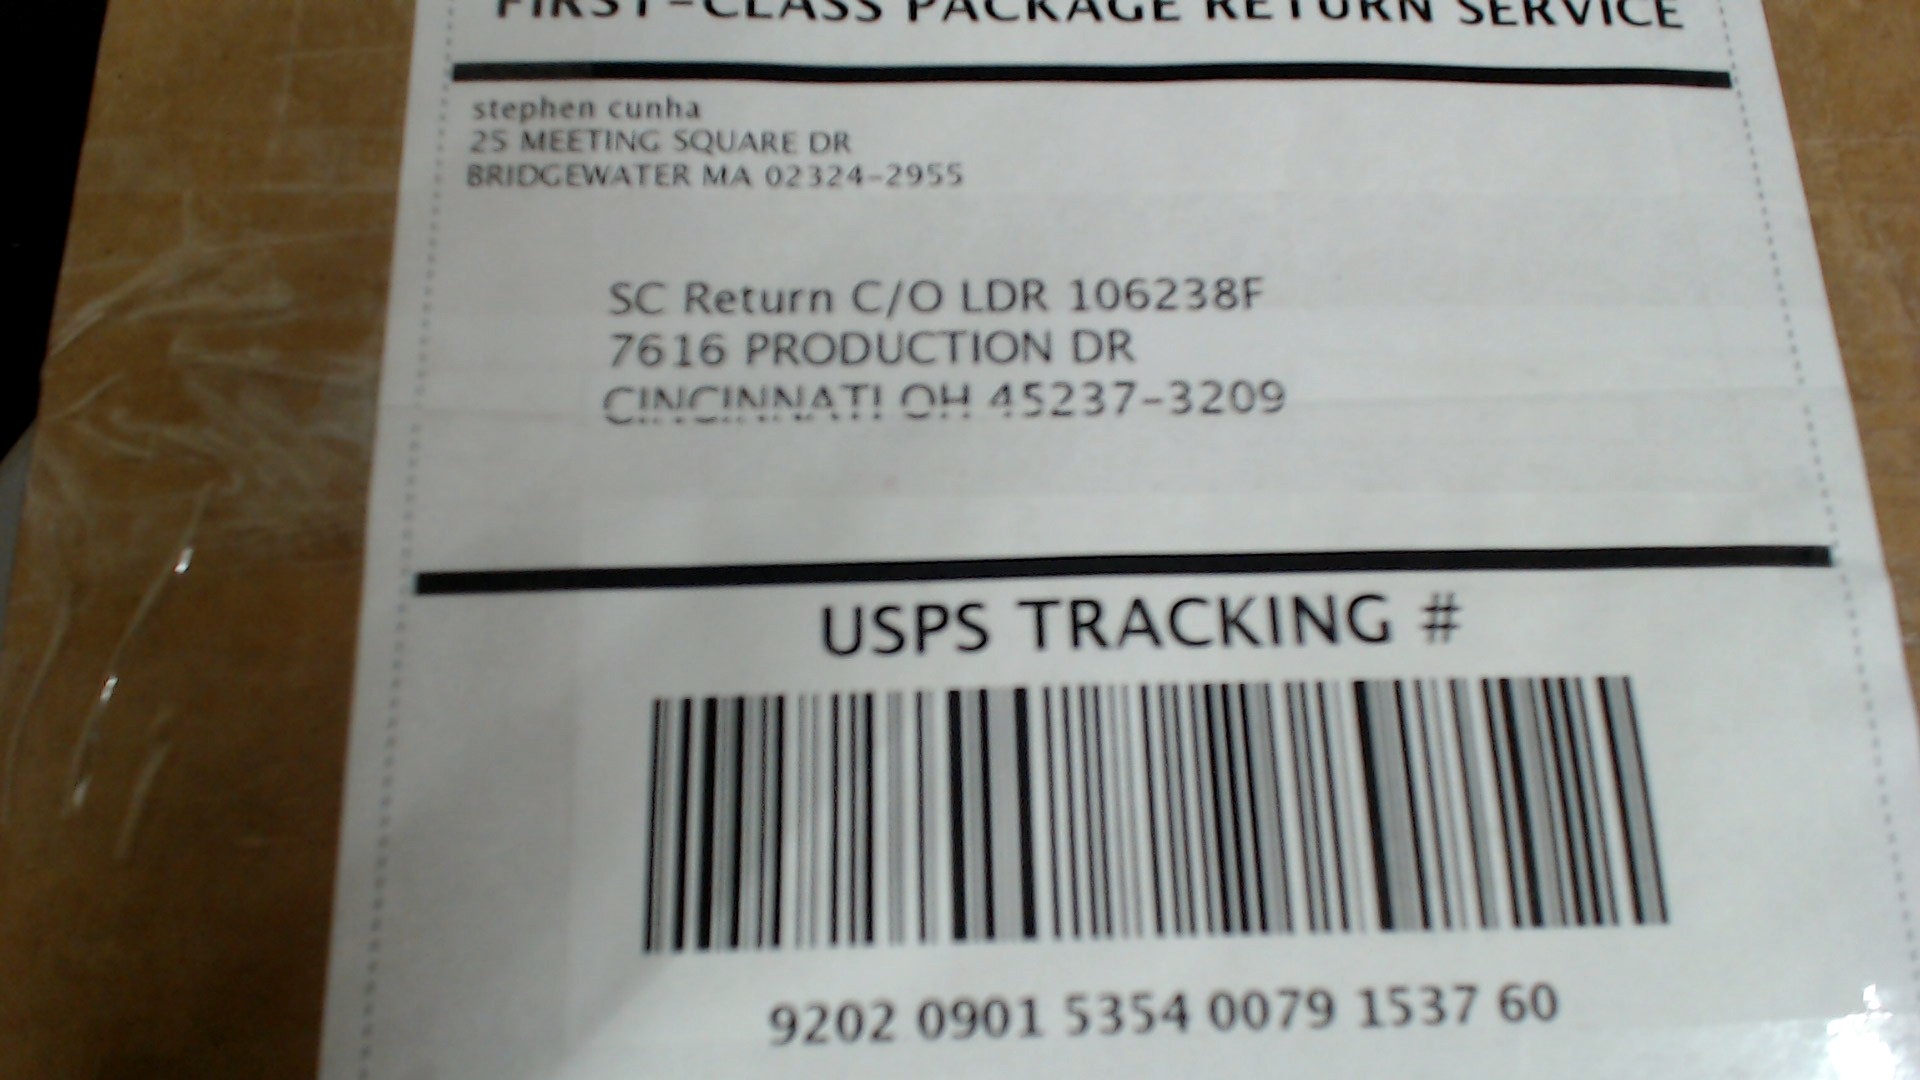 FIRST-CLASS PACKAGE RETURN SERVICE
stephen cunha
25 MEETING SQUARE DR
BRIDGEWATER MA 02324-2955
SC Return C/O LDR 106238F
7616 PRODUCTION DR
CINCINNATI OH 45237-3209
USPS TRACKING #
9202 0901 5354 0079 1537 60